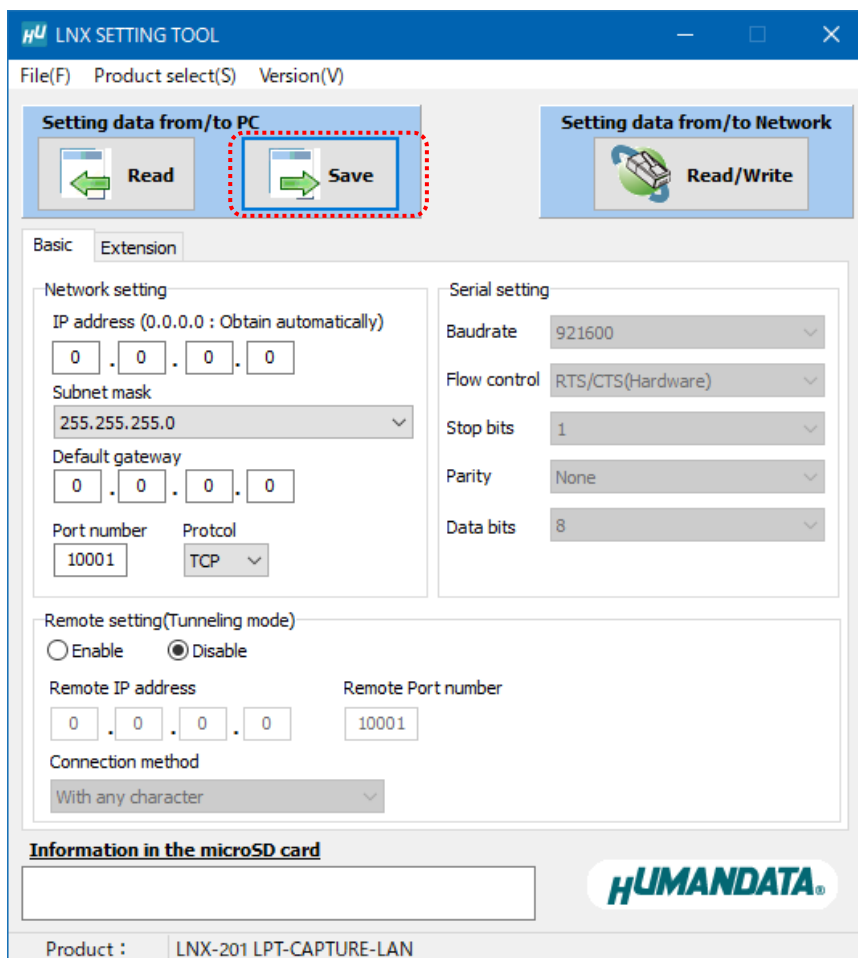 HU LNX SETTING TOOL
File(F) Product select(S) Version(V)
Setting data from/to PC
Read
Save
Setting data from/to Network
Read/Write
Basic
Extension
Network setting
IP address (0.0.0.0 : Obtain automatically)
0 . 0 . 0 . 0
Subnet mask
255.255.255.0
Default gateway
0 . 0 . 0 . 0
Port number Protcol
10001 TCP
Serial setting
Baudrate 921600
Flow control RTS/CTS(Hardware)
Stop bits 1
Parity None
Data bits 8
Remote setting(Tunneling mode)
Enable Disable
Remote IP address Remote Port number
0 . 0 . 0 . 0 10001
Connection method
With any character
Information in the microSD card
HUMANDATA®
Product : LNX-201 LPT-CAPTURE-LAN